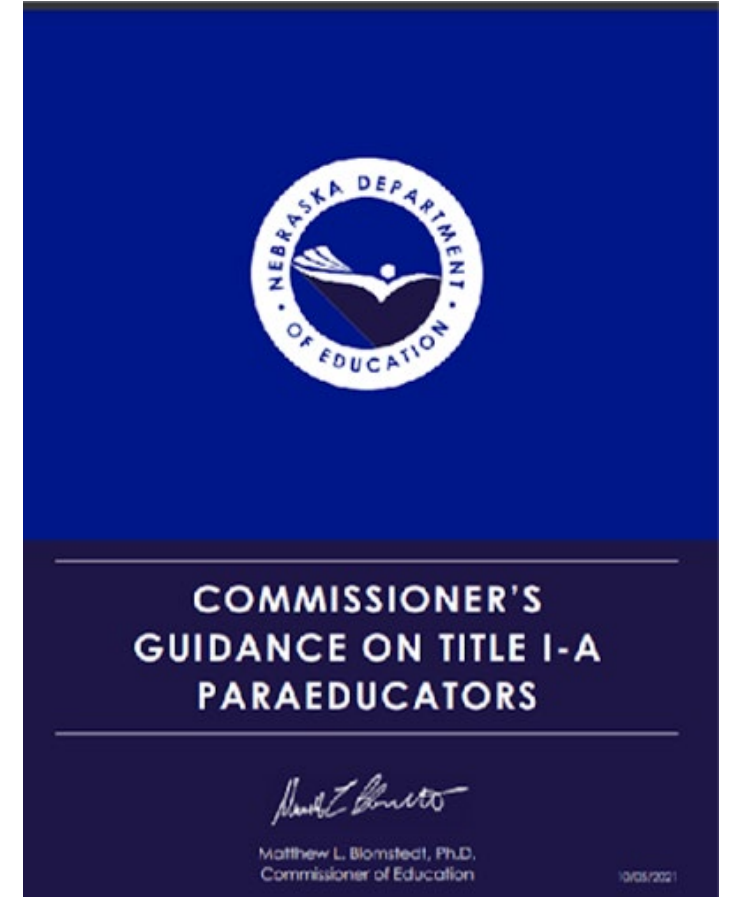 NEBRASKA DEPARTMENT
OF EDUCATION
COMMISSIONER'S
GUIDANCE ON TITLE I-A
PARAEDUCATORS
Matthew L. Blomstedt, Ph.D.
Commissioner of Education
10/05/2021